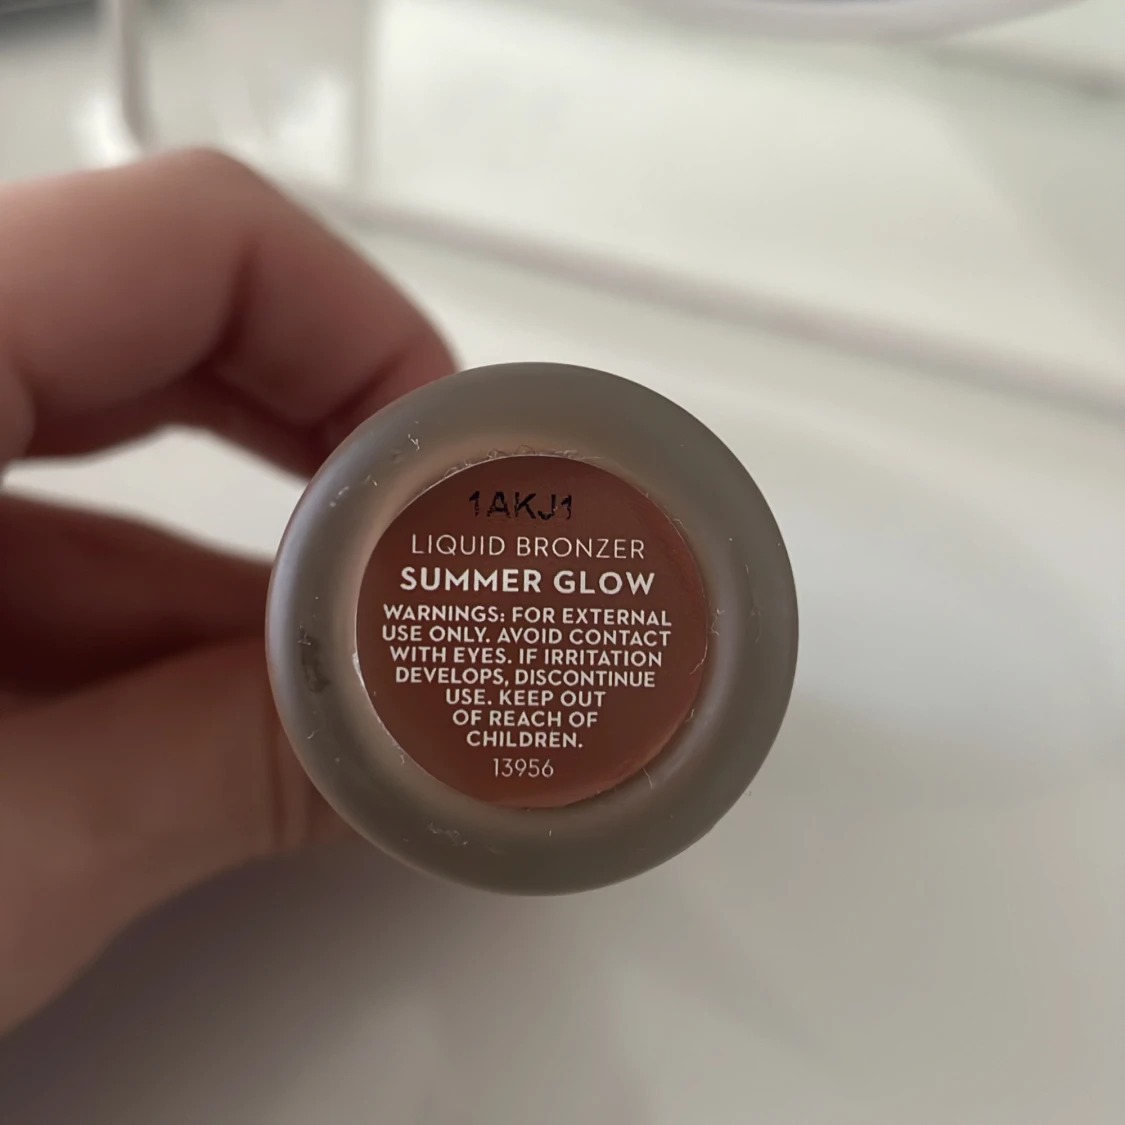 1AKJ1
LIQUID BRONZER
SUMMER GLOW
WARNINGS: FOR EXTERNAL
USE ONLY. AVOID CONTACT
WITH EYES. IF IRRITATION
DEVELOPS, DISCONTINUE
USE. KEEP OUT
OF REACH OF
CHILDREN.
13956